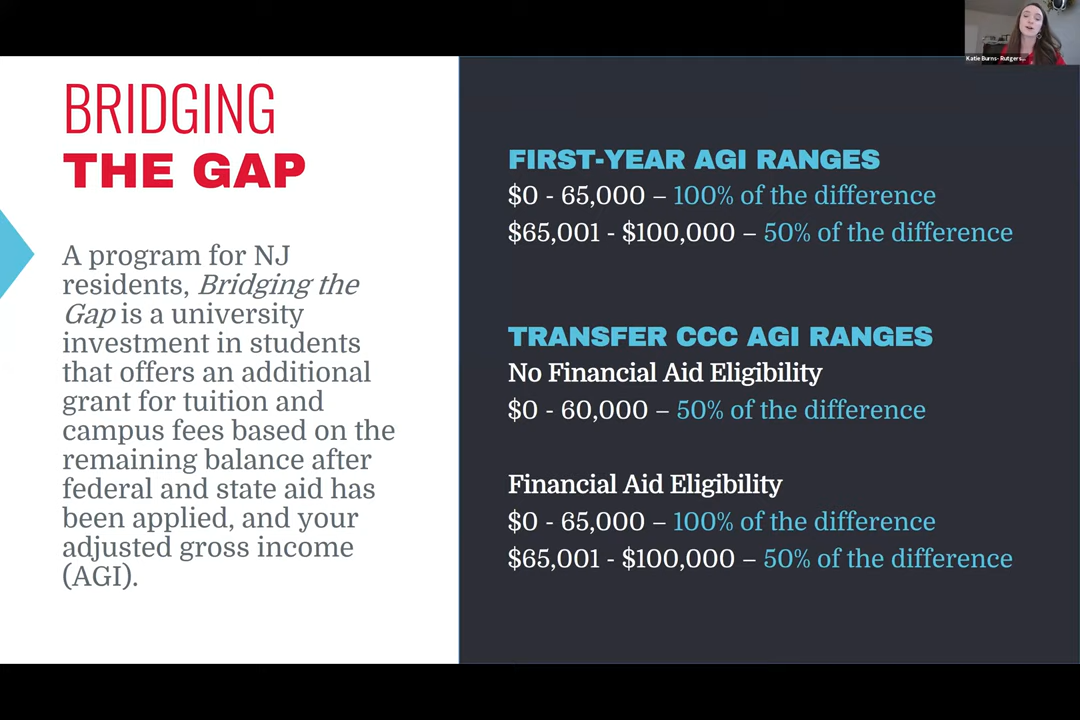 Katie Burns- Rutgers...
BRIDGING
THE GAP
A program for NJ
residents, Bridging the
Gap is a university
investment in students
that offers an additional
grant for tuition and
campus fees based on the
remaining balance after
federal and state aid has
been applied, and your
adjusted gross income
(AGI).
FIRST-YEAR AGI RANGES
$0 - 65,000 – 100% of the difference
$65,001 - $100,000 – 50% of the difference
TRANSFER CCC AGI RANGES
No Financial Aid Eligibility
$0 - 60,000 – 50% of the difference
Financial Aid Eligibility
$0 - 65,000 – 100% of the difference
$65,001 - $100,000 – 50% of the difference